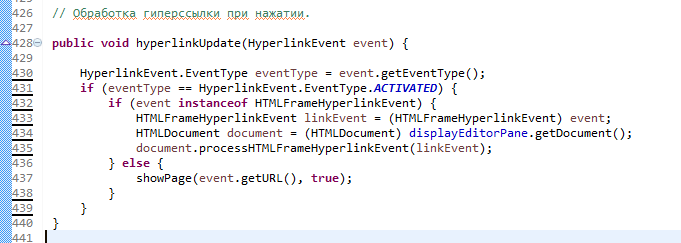 426 // Обработка гиперссылки при нажатии.
427
428 public void hyperlinkUpdate(HyperlinkEvent event) {
429
430 HyperlinkEvent.EventType eventType = event.getEventType();
431 if (eventType == HyperlinkEvent.EventType.ACTIVATED) {
432 if (event instanceof HTMLFrameHyperlinkEvent) {
433 HTMLFrameHyperlinkEvent linkEvent = (HTMLFrameHyperlinkEvent) event;
434 HTMLDocument document = (HTMLDocument) displayEditorPane.getDocument();
435 document.processHTMLFrameHyperlinkEvent(linkEvent);
436 } else {
437 showPage(event.getURL(), true);
438 }
439 }
440 }
441